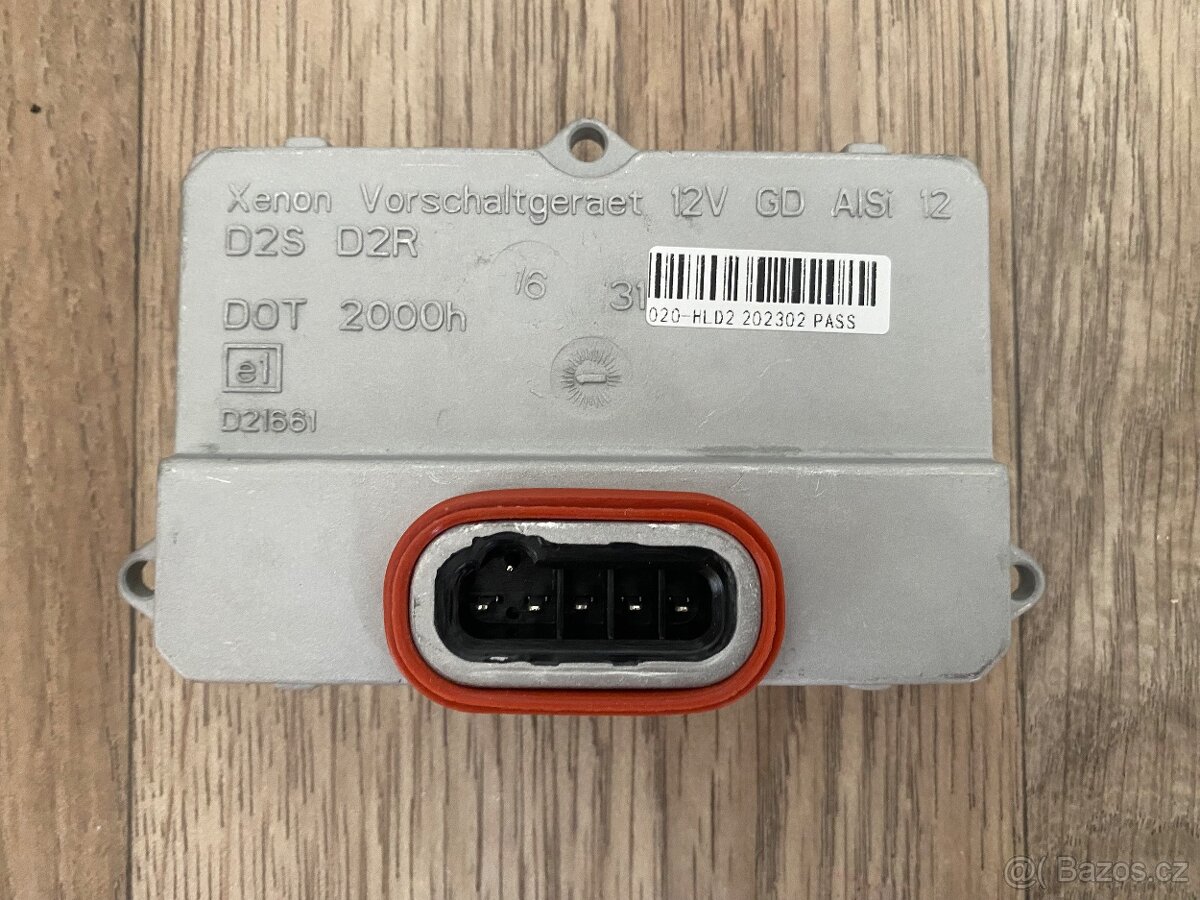 Xenon Vorschaltgeraet 12V GD AlSi 12
D2S D2R
16 31
DOT 2000h
020-HLD2 202302 PASS
e1
D21661
@( Bazos.cz